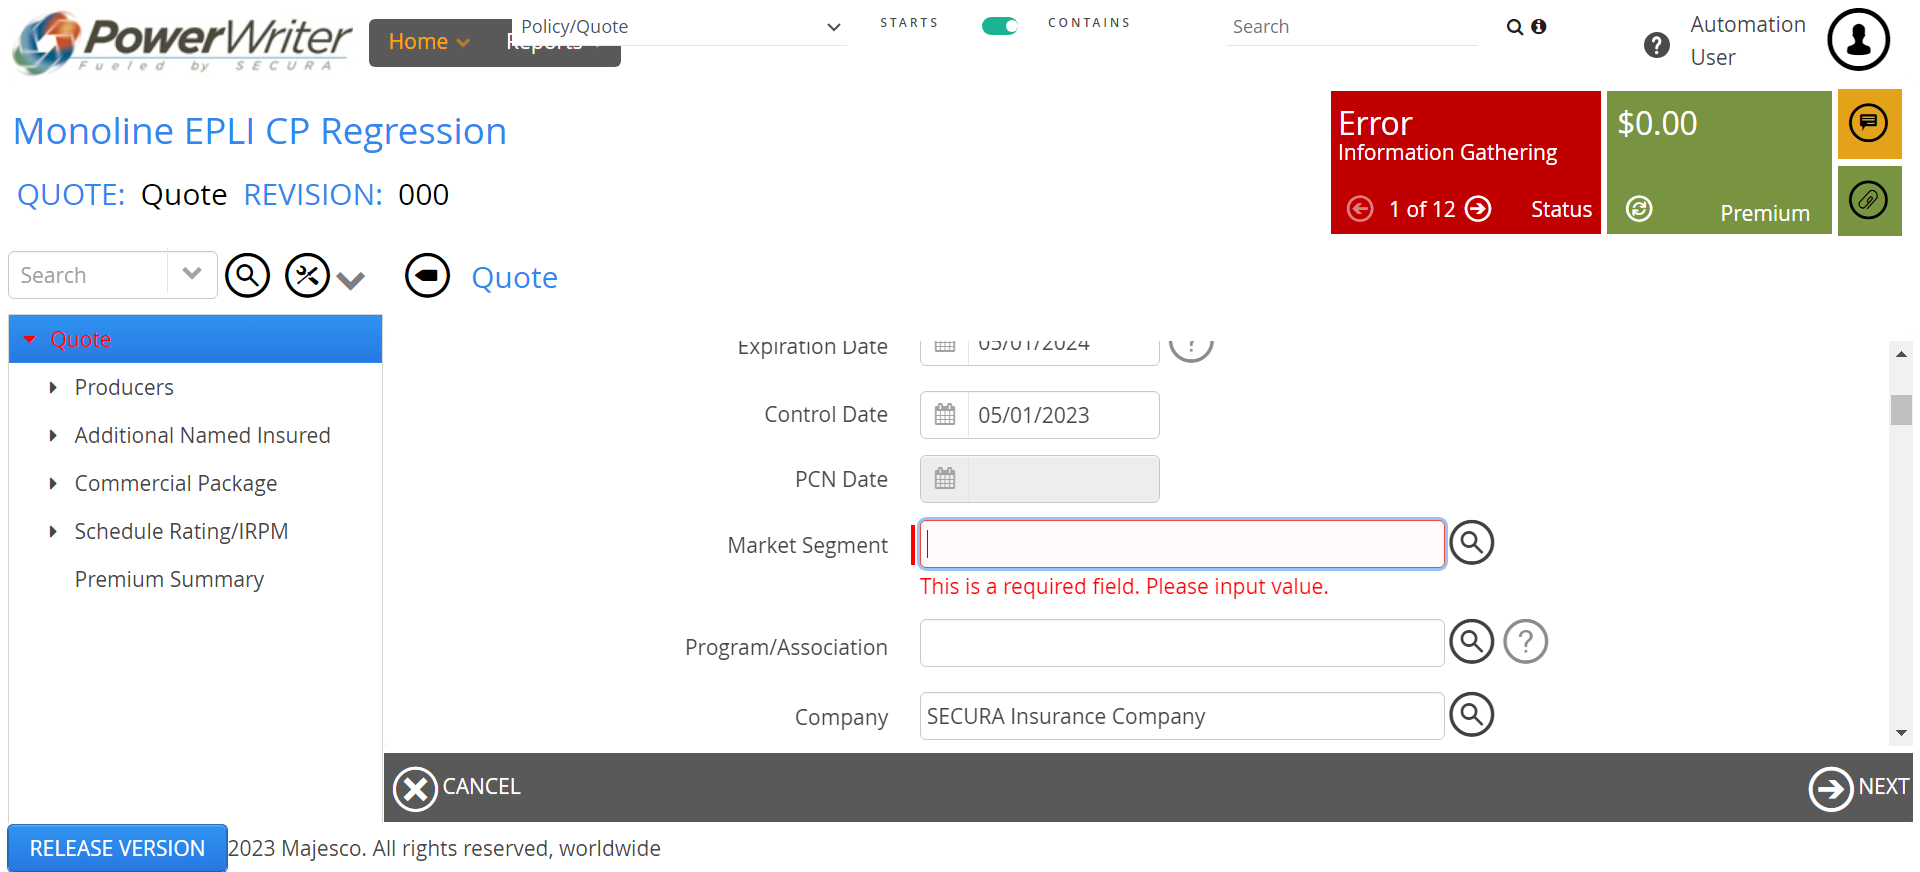 PowerWriter
Fueled by SECURA
Home
Reports
Policy/Quote
STARTS
CONTAINS
Search
Automation
User
Monoline EPLI CP Regression
QUOTE: Quote REVISION: 000
Error
Information Gathering
1 of 12
Status
$0.00
Premium
Search
Quote
Quote
Producers
Additional Named Insured
Commercial Package
Schedule Rating/IRPM
Premium Summary
Expiration Date 05/01/2024
Control Date 05/01/2023
PCN Date
Market Segment
This is a required field. Please input value.
Program/Association
Company SECURA Insurance Company
CANCEL
NEXT
RELEASE VERSION 2023 Majesco. All rights reserved, worldwide